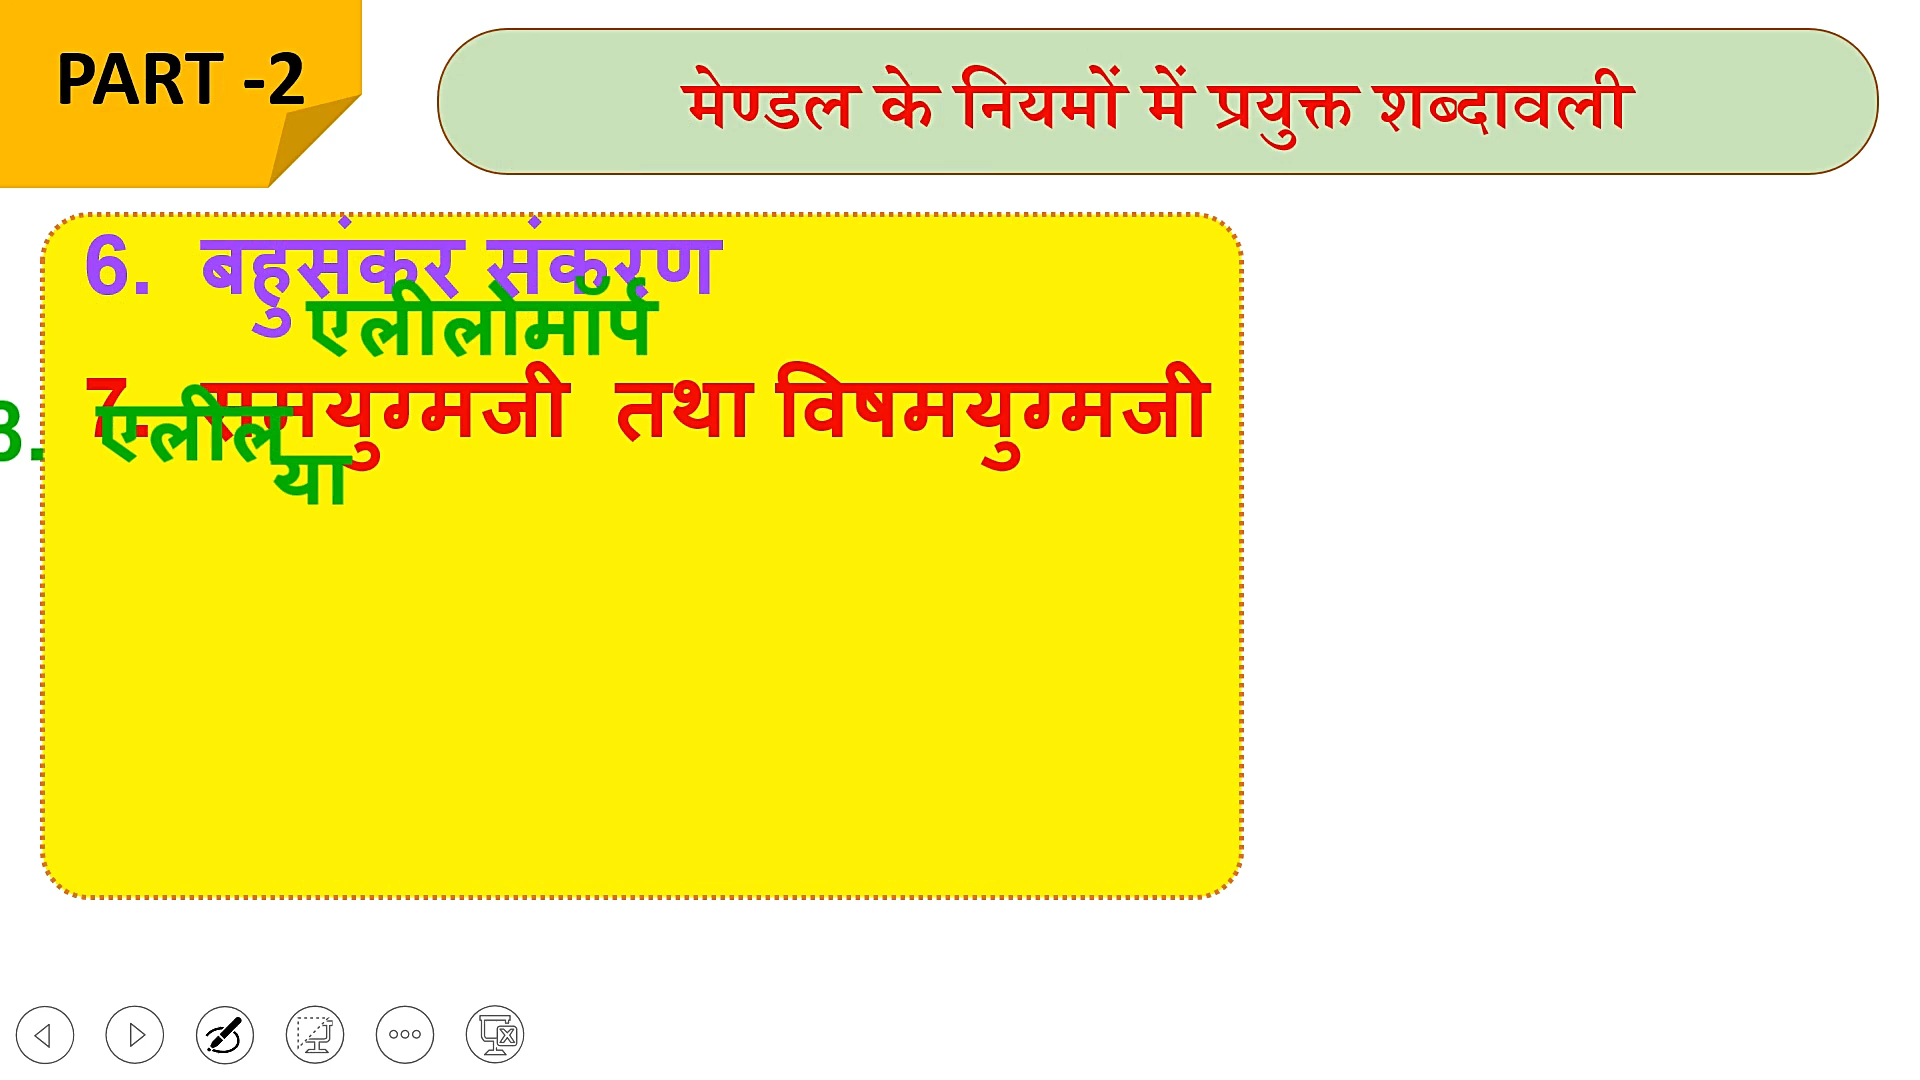 PART -2
मेण्डल के नियमों में प्रयुक्त शब्दावली
6. बहुसंकर संकरण
एलीलोमॉर्प
7. समयुग्मजी तथा विषमयुग्मजी
8. एलील
या